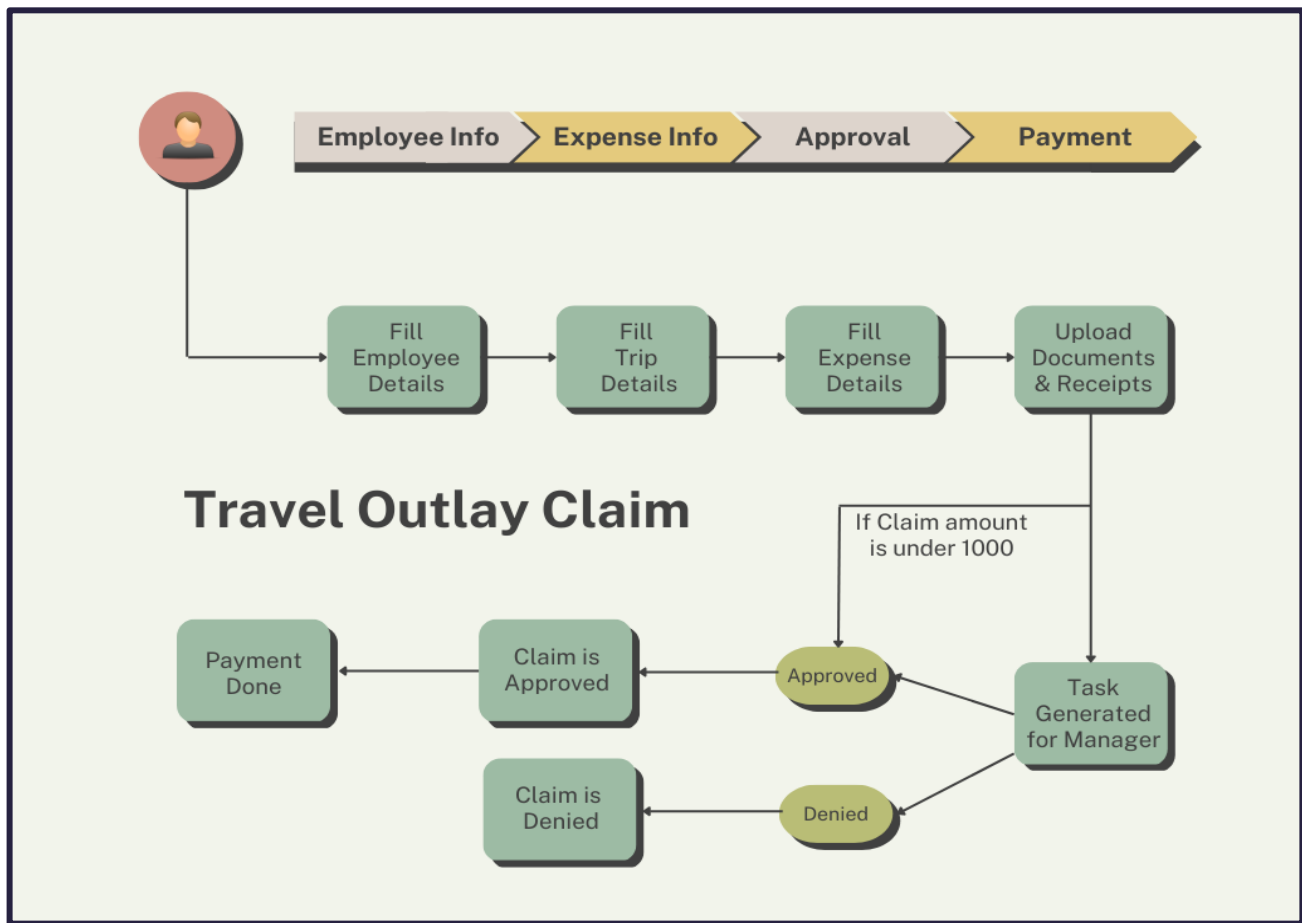 Employee Info
Expense Info
Approval
Payment
Fill
Employee
Details
Fill
Trip
Details
Fill
Expense
Details
Upload
Documents
& Receipts
Travel Outlay Claim
If Claim amount
is under 1000
Payment
Done
Claim is
Approved
Approved
Task
Generated
for Manager
Claim is
Denied
Denied